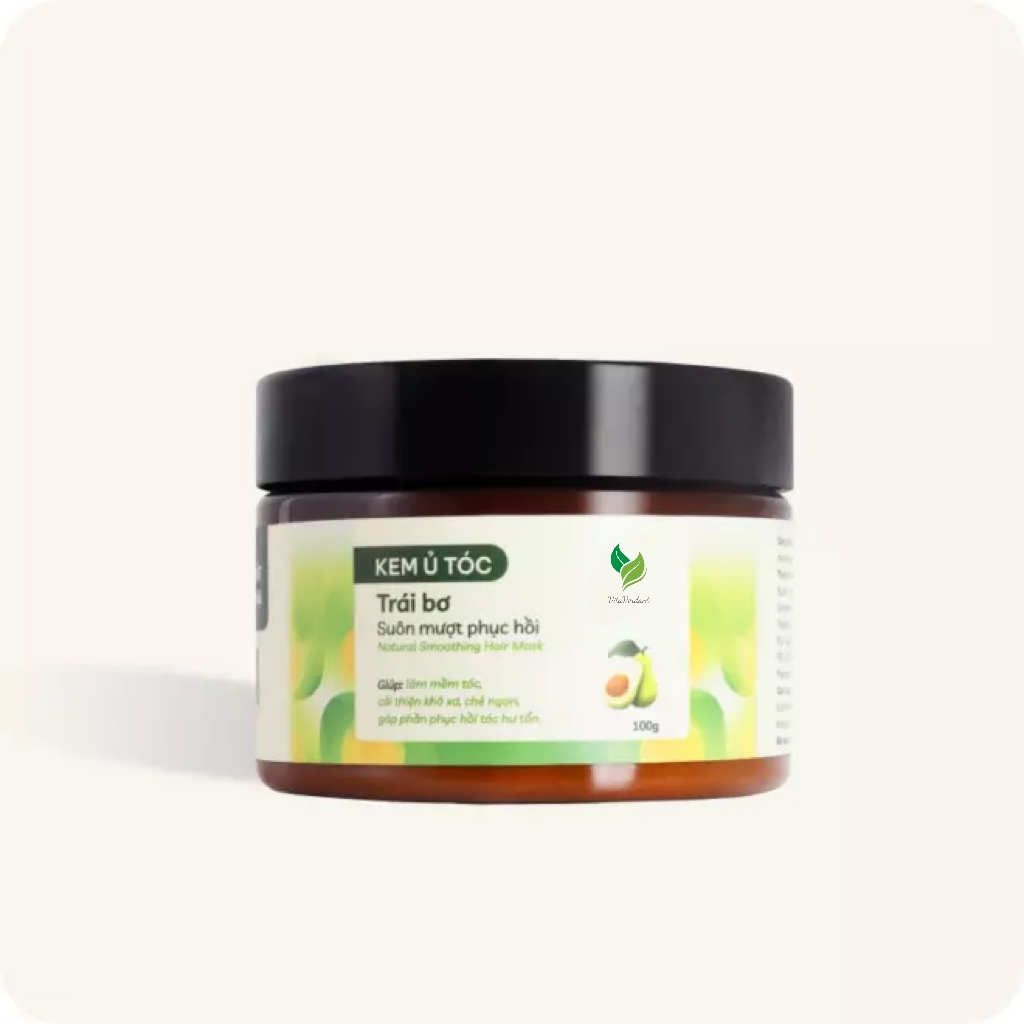 KEM Ủ TÓC
Trái bơ
Suôn mượt phục hồi
Natural Smoothing Hair Mask
Giúp: làm mềm tóc,
cải thiện khô xơ, chẻ ngọn,
góp phần phục hồi tóc hư tổn.
100g